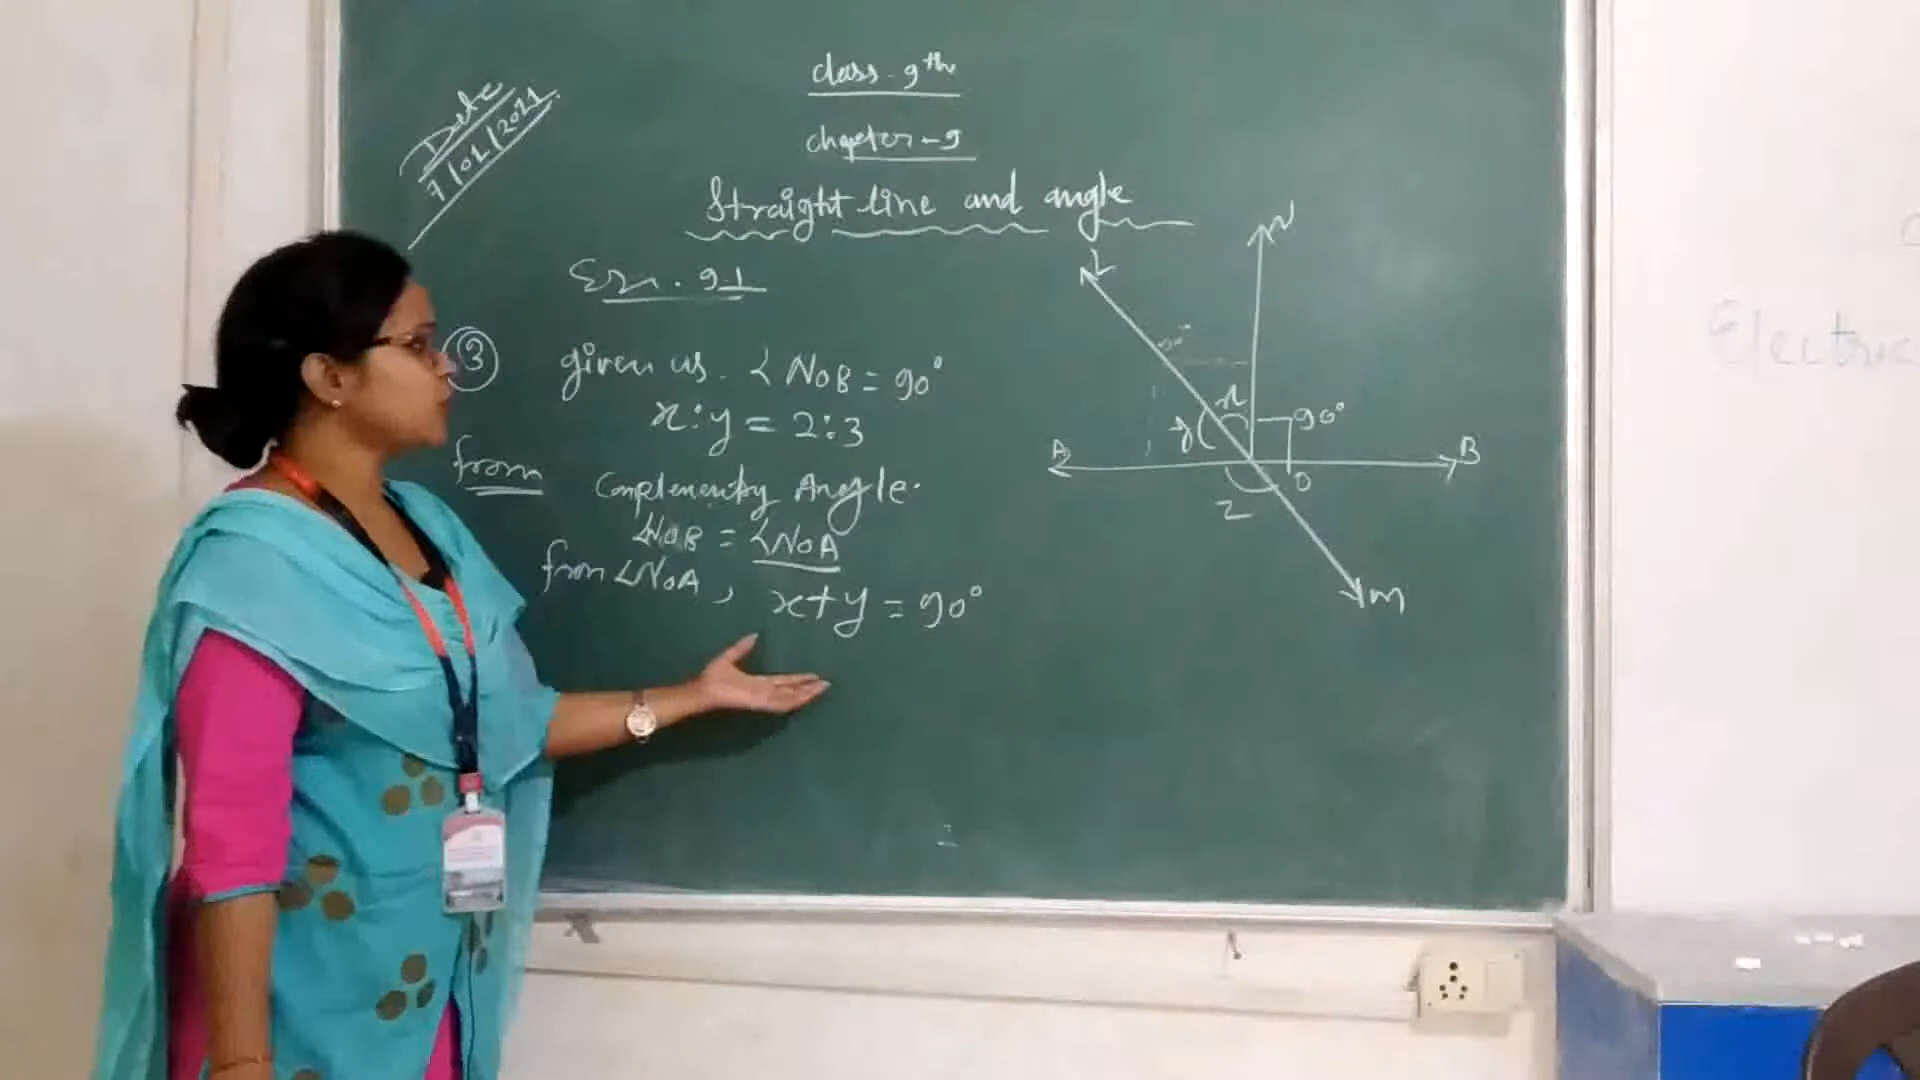 Date
7/01/2021
class - 9th
chapter - 9
Straight line and angle
Ex. 9.1
③ given us. ∠NOB = 90°
x:y = 2:3
from Complementry Angle.
∠NOB = ∠NOA
from ∠NOA, x+y = 90°
L
N
90°
x
90°
y
A
B
O
Z
M
Electric